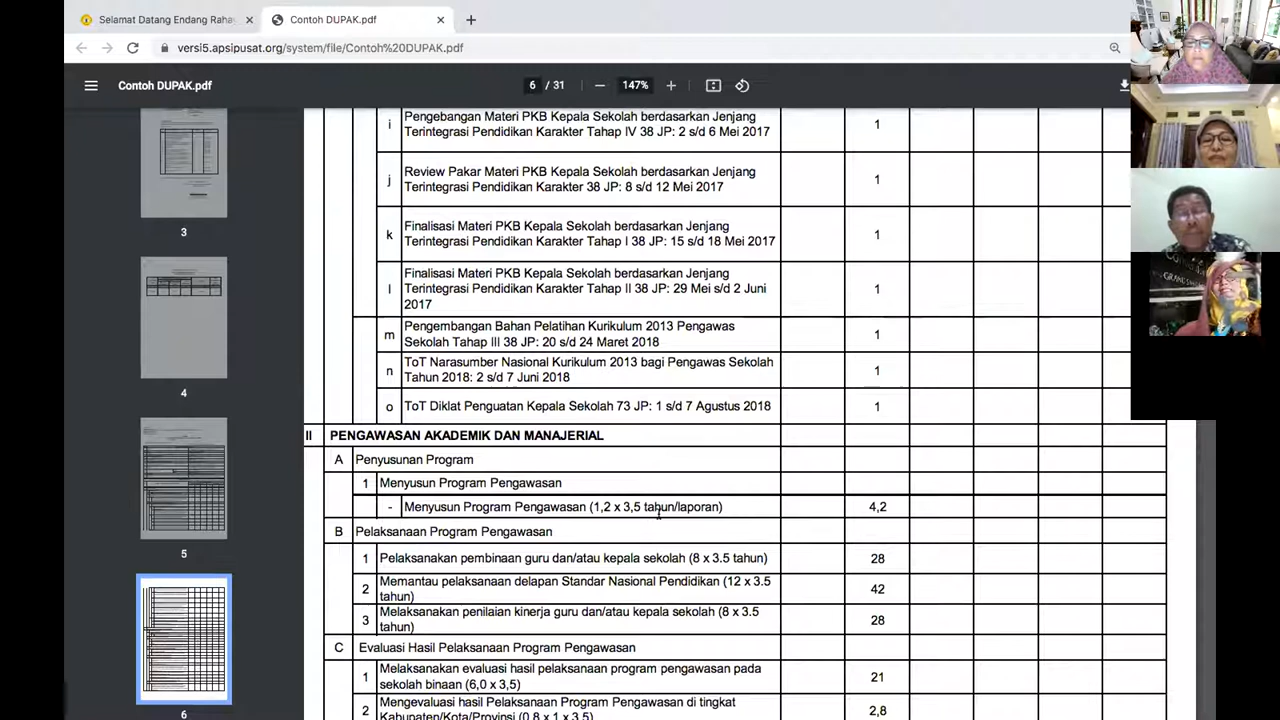 Selamat Datang Endang Raha
Contoh DUPAK.pdf
versi5.apsipusat.org/system/file/Contoh%20DUPAK.pdf
Contoh DUPAK.pdf
6 / 31
147%
3
4
5
6
i Pengebangan Materi PKB Kepala Sekolah berdasarkan Jenjang
Terintegrasi Pendidikan Karakter Tahap IV 38 JP: 2 s/d 6 Mei 2017 1
j Review Pakar Materi PKB Kepala Sekolah berdasarkan Jenjang
Terintegrasi Pendidikan Karakter 38 JP: 8 s/d 12 Mei 2017 1
k Finalisasi Materi PKB Kepala Sekolah berdasarkan Jenjang
Terintegrasi Pendidikan Karakter Tahap I 38 JP: 15 s/d 18 Mei 2017 1
l Finalisasi Materi PKB Kepala Sekolah berdasarkan Jenjang
Terintegrasi Pendidikan Karakter Tahap II 38 JP: 29 Mei s/d 2 Juni 1
2017
m Pengembangan Bahan Pelatihan Kurikulum 2013 Pengawas
Sekolah Tahap III 38 JP: 20 s/d 24 Maret 2018 1
n ToT Narasumber Nasional Kurikulum 2013 bagi Pengawas Sekolah
Tahun 2018: 2 s/d 7 Juni 2018 1
o ToT Diklat Penguatan Kepala Sekolah 73 JP: 1 s/d 7 Agustus 2018 1
II PENGAWASAN AKADEMIK DAN MANAJERIAL
A Penyusunan Program
1 Menyusun Program Pengawasan
- Menyusun Program Pengawasan (1,2 x 3,5 tahun/laporan) 4,2
B Pelaksanaan Program Pengawasan
1 Pelaksanakan pembinaan guru dan/atau kepala sekolah (8 x 3.5 tahun) 28
2 Memantau pelaksanaan delapan Standar Nasional Pendidikan (12 x 3.5
tahun) 42
3 Melaksanakan penilaian kinerja guru dan/atau kepala sekolah (8 x 3.5
tahun) 28
C Evaluasi Hasil Pelaksanaan Program Pengawasan
1 Melaksanakan evaluasi hasil pelaksanaan program pengawasan pada
sekolah binaan (6,0 x 3,5) 21
2 Mengevaluasi hasil Pelaksanaan Program Pengawasan di tingkat
Kabupaten/Kota/Provinsi (0,8 x 1 x 3.5) 2,8